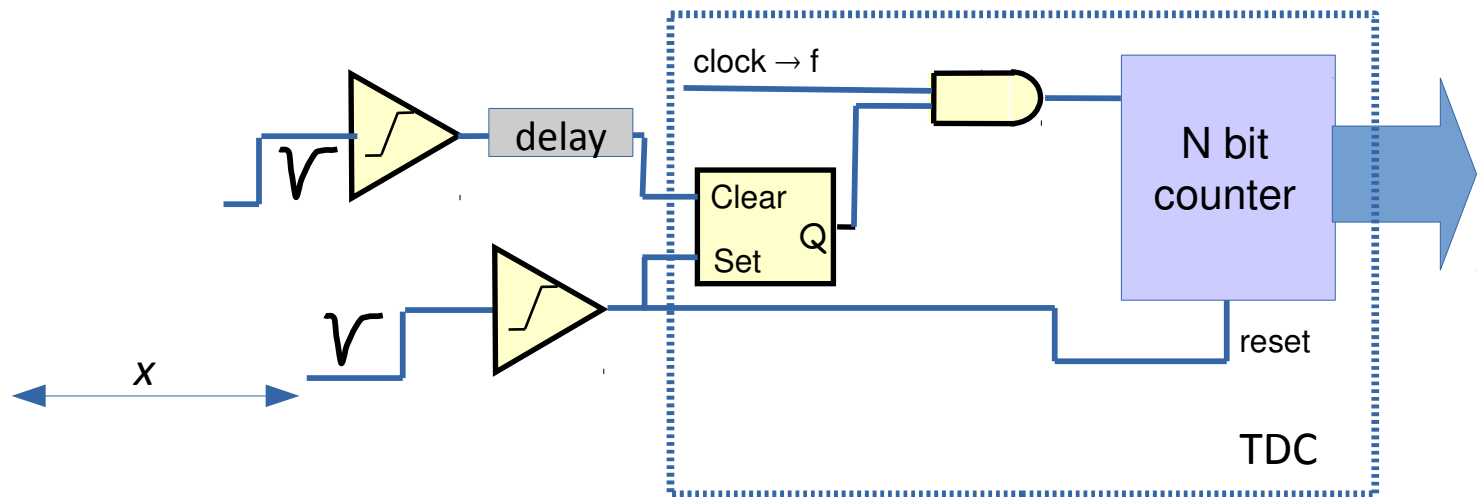 clock → f
delay
N bit
counter
Clear
Q
Set
reset
x
TDC